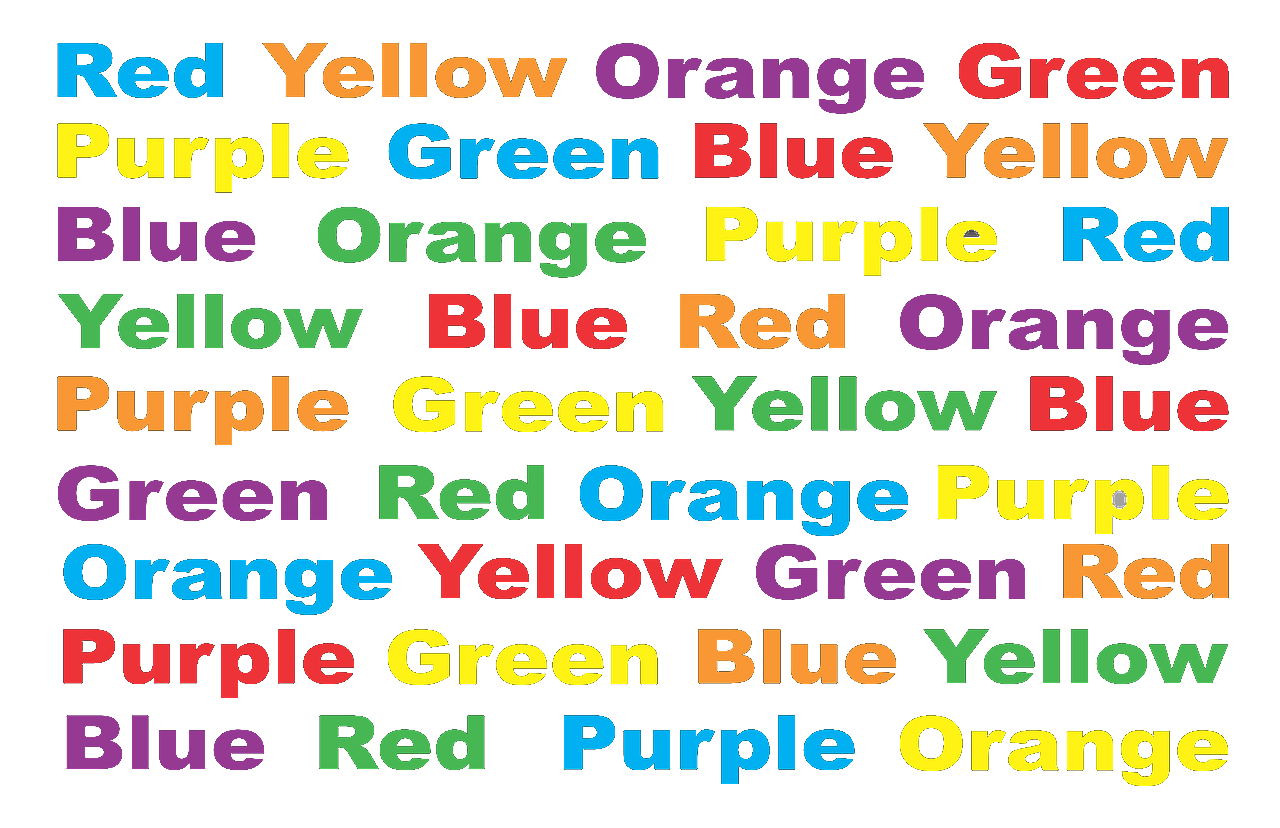 Red Yellow Orange Green
Purple Green Blue Yellow
Blue Orange Purple Red
Yellow Blue Red Orange
Purple Green Yellow Blue
Green Red Orange Purple
Orange Yellow Green Red
Purple Green Blue Yellow
Blue Red Purple Orange